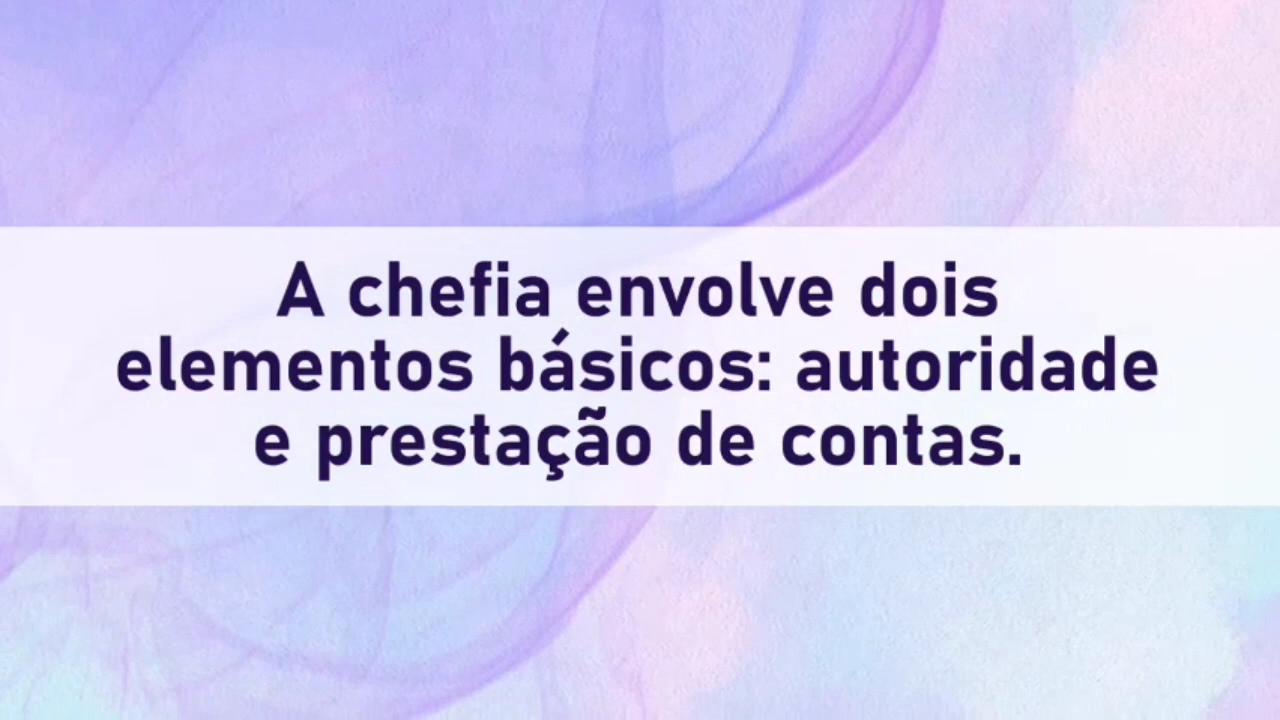 A chefia envolve dois
elementos básicos: autoridade
e prestação de contas.